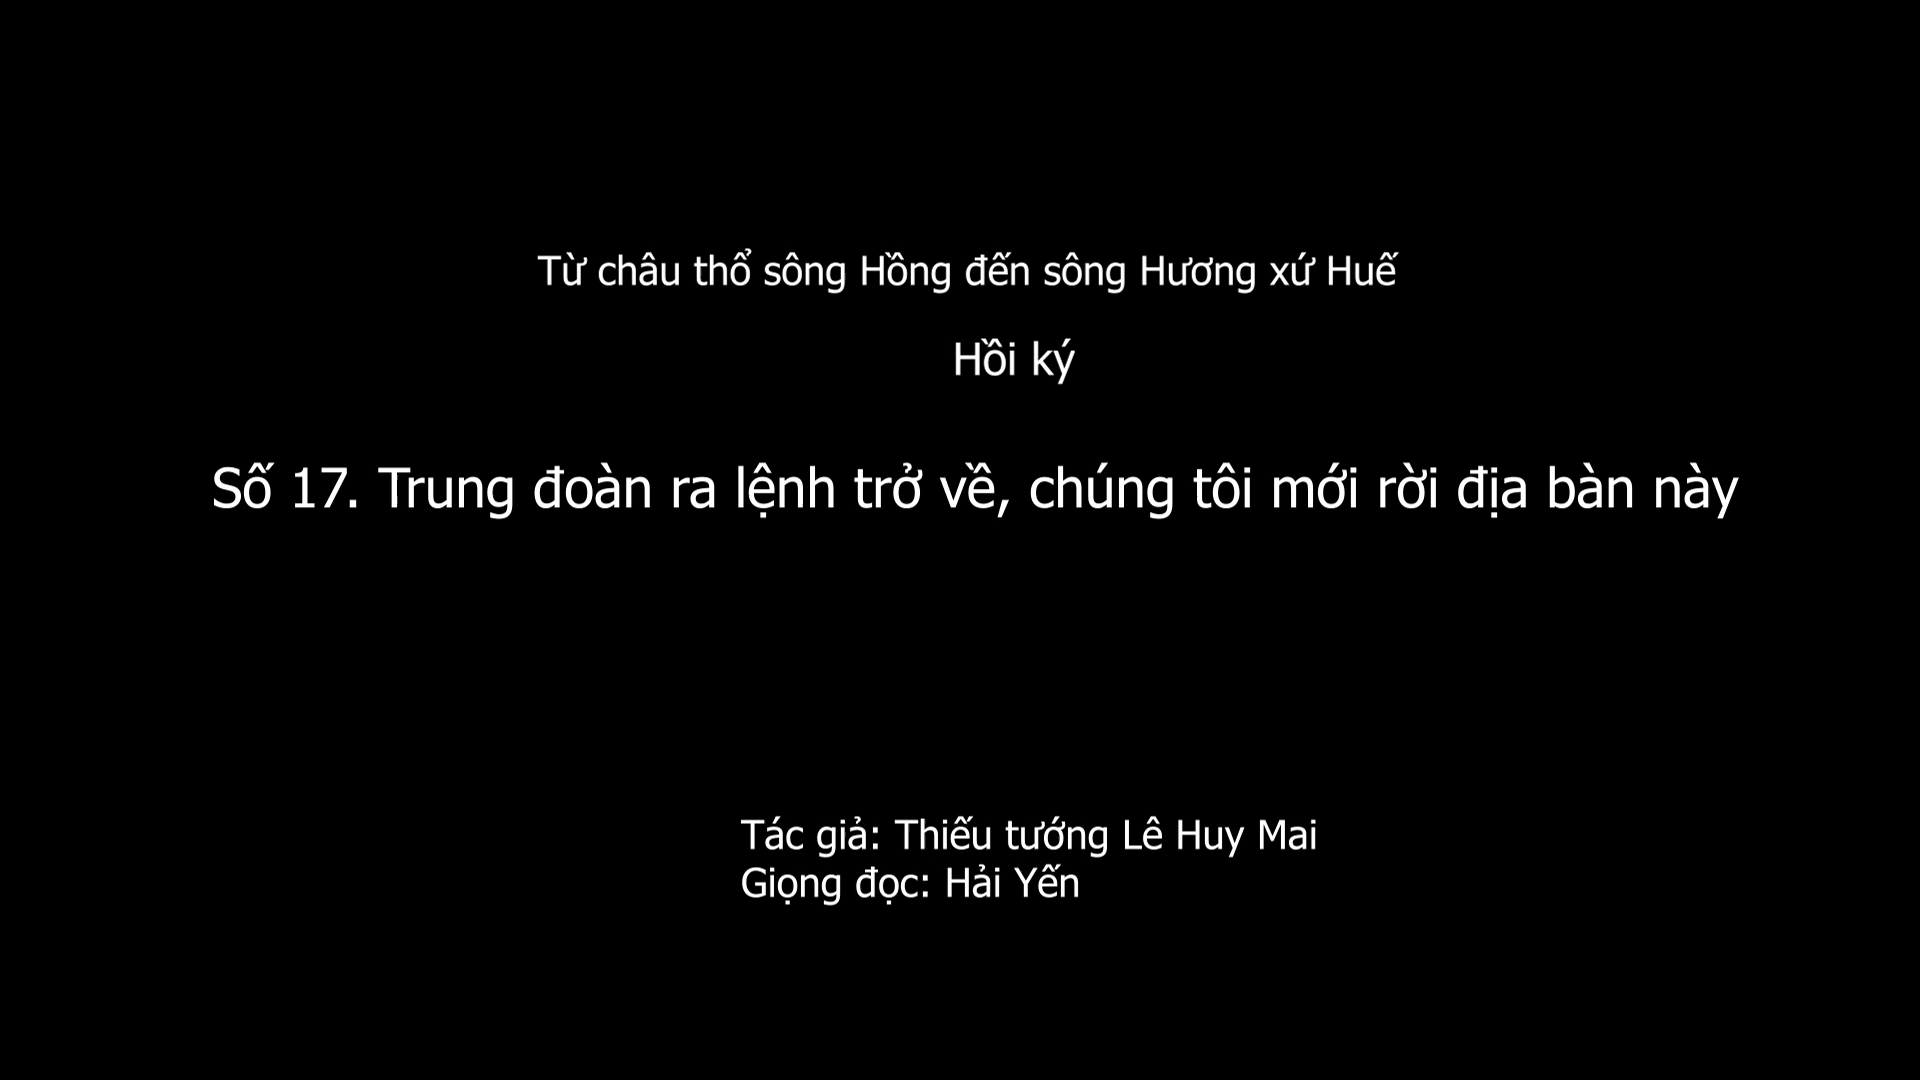 Từ châu thổ sông Hồng đến sông Hương xứ Huế
Hồi ký
Số 17. Trung đoàn ra lệnh trở về, chúng tôi mới rời địa bàn này
Tác giả: Thiếu tướng Lê Huy Mai
Giọng đọc: Hải Yến